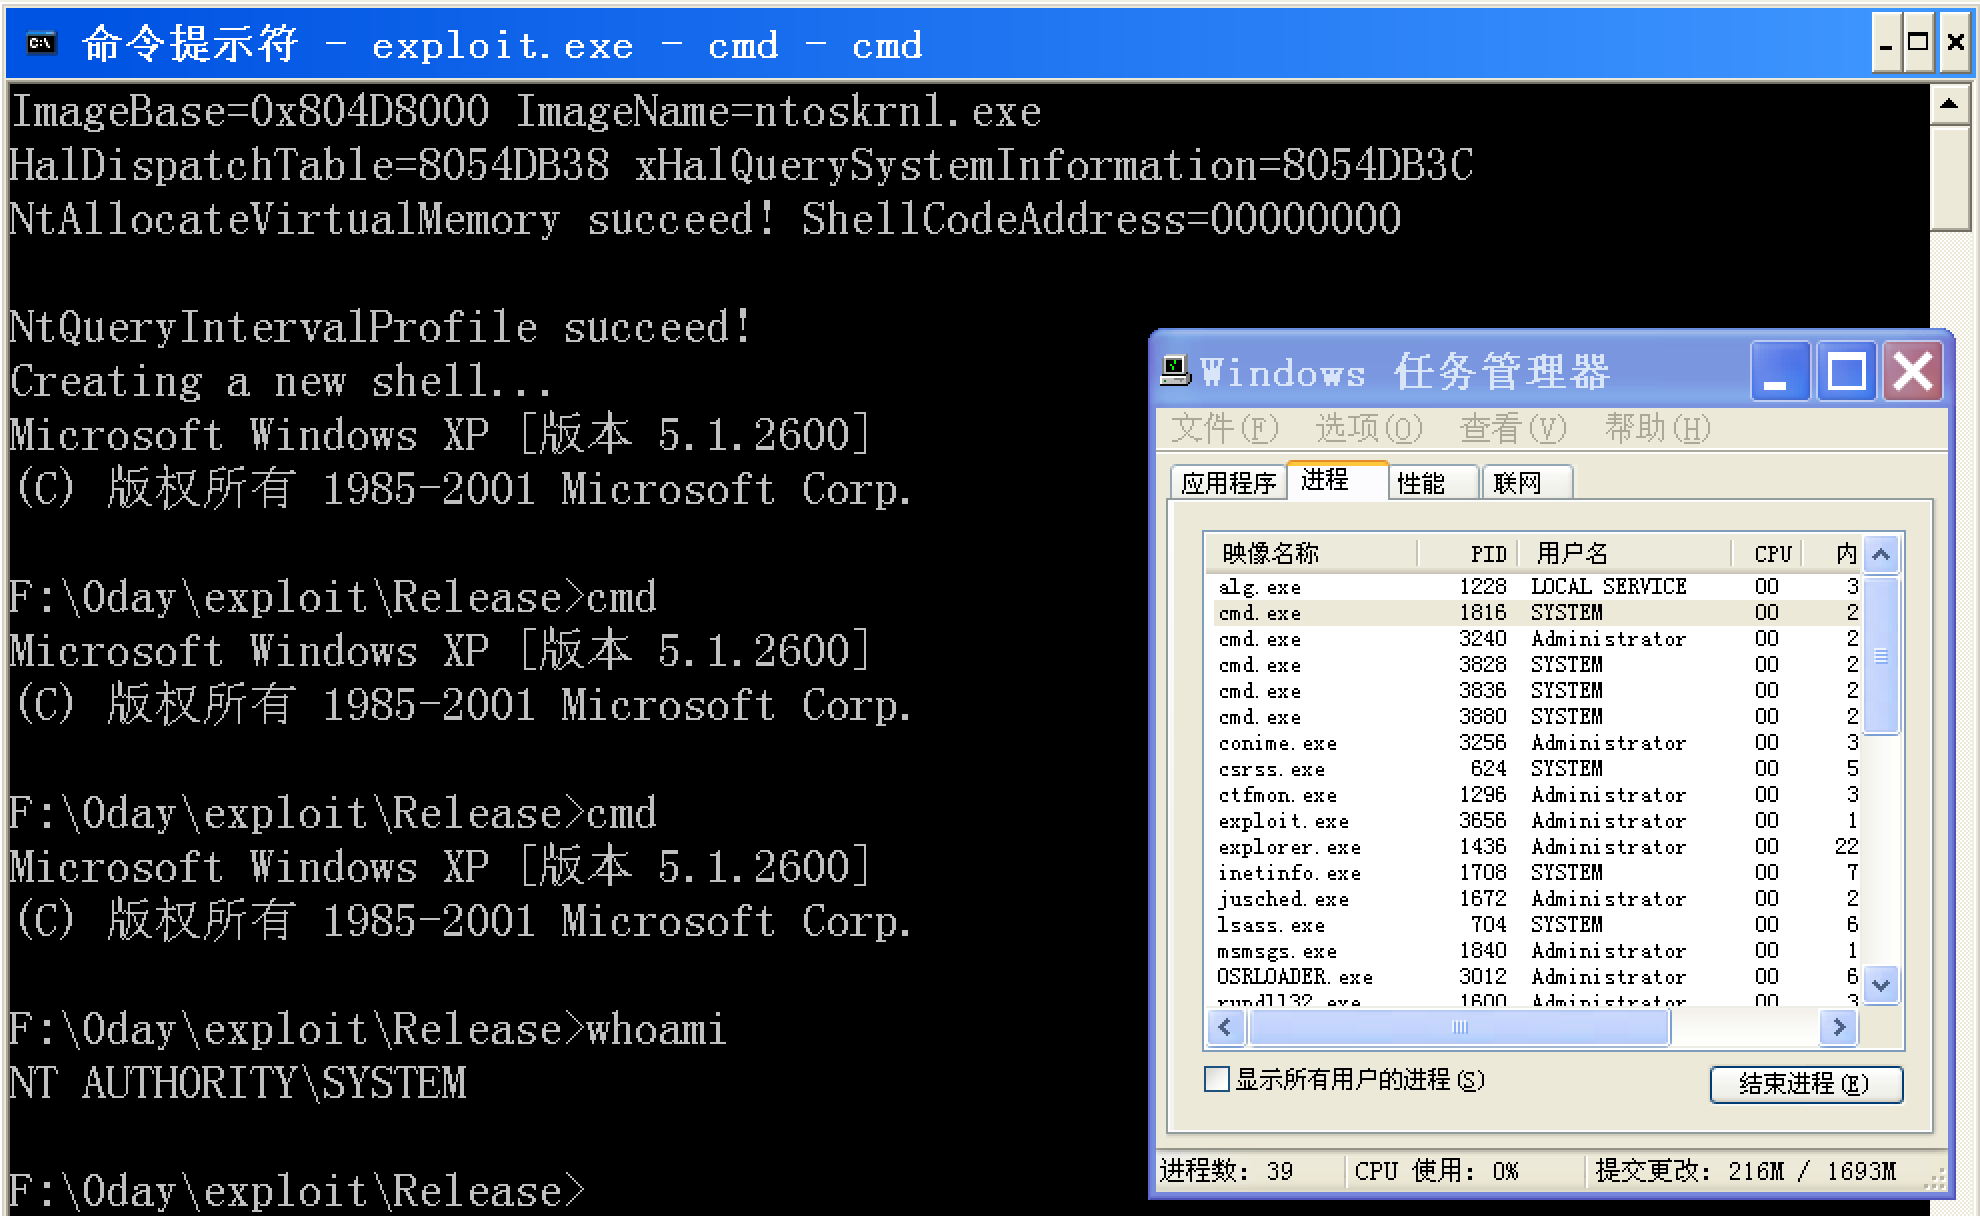 命令提示符 - exploit.exe - cmd - cmd
ImageBase=0x804D8000 ImageName=ntoskrnl.exe
HalDispatchTable=8054DB38 xHalQuerySystemInformation=8054DB3C
NtAllocateVirtualMemory succeed! ShellCodeAddress=00000000
NtQueryIntervalProfile succeed!
Creating a new shell...
Microsoft Windows XP [版本 5.1.2600]
(C) 版权所有 1985-2001 Microsoft Corp.
F:\0day\exploit\Release>cmd
Microsoft Windows XP [版本 5.1.2600]
(C) 版权所有 1985-2001 Microsoft Corp.
F:\0day\exploit\Release>cmd
Microsoft Windows XP [版本 5.1.2600]
(C) 版权所有 1985-2001 Microsoft Corp.
F:\0day\exploit\Release>whoami
NT AUTHORITY\SYSTEM
F:\0day\exploit\Release>
Windows 任务管理器
文件(F) 选项(O) 查看(V) 帮助(H)
应用程序 进程 性能 联网
映像名称 PID 用户名 CPU 内
alg.exe 1228 LOCAL SERVICE 00 3
cmd.exe 1816 SYSTEM 00 2
cmd.exe 3240 Administrator 00 2
cmd.exe 3828 SYSTEM 00 2
cmd.exe 3836 SYSTEM 00 2
cmd.exe 3880 SYSTEM 00 2
conime.exe 3256 Administrator 00 3
csrss.exe 624 SYSTEM 00 5
ctfmon.exe 1296 Administrator 00 3
exploit.exe 3656 Administrator 00 1
explorer.exe 1436 Administrator 00 22
inetinfo.exe 1708 SYSTEM 00 7
jusched.exe 1672 Administrator 00 2
lsass.exe 704 SYSTEM 00 6
msmsgs.exe 1840 Administrator 00 1
OSRLOADER.exe 3012 Administrator 00 6
rundll32.exe 1600 Administrator 00 3
显示所有用户的进程(S)
结束进程(E)
进程数: 39 CPU 使用: 0% 提交更改: 216M / 1693M